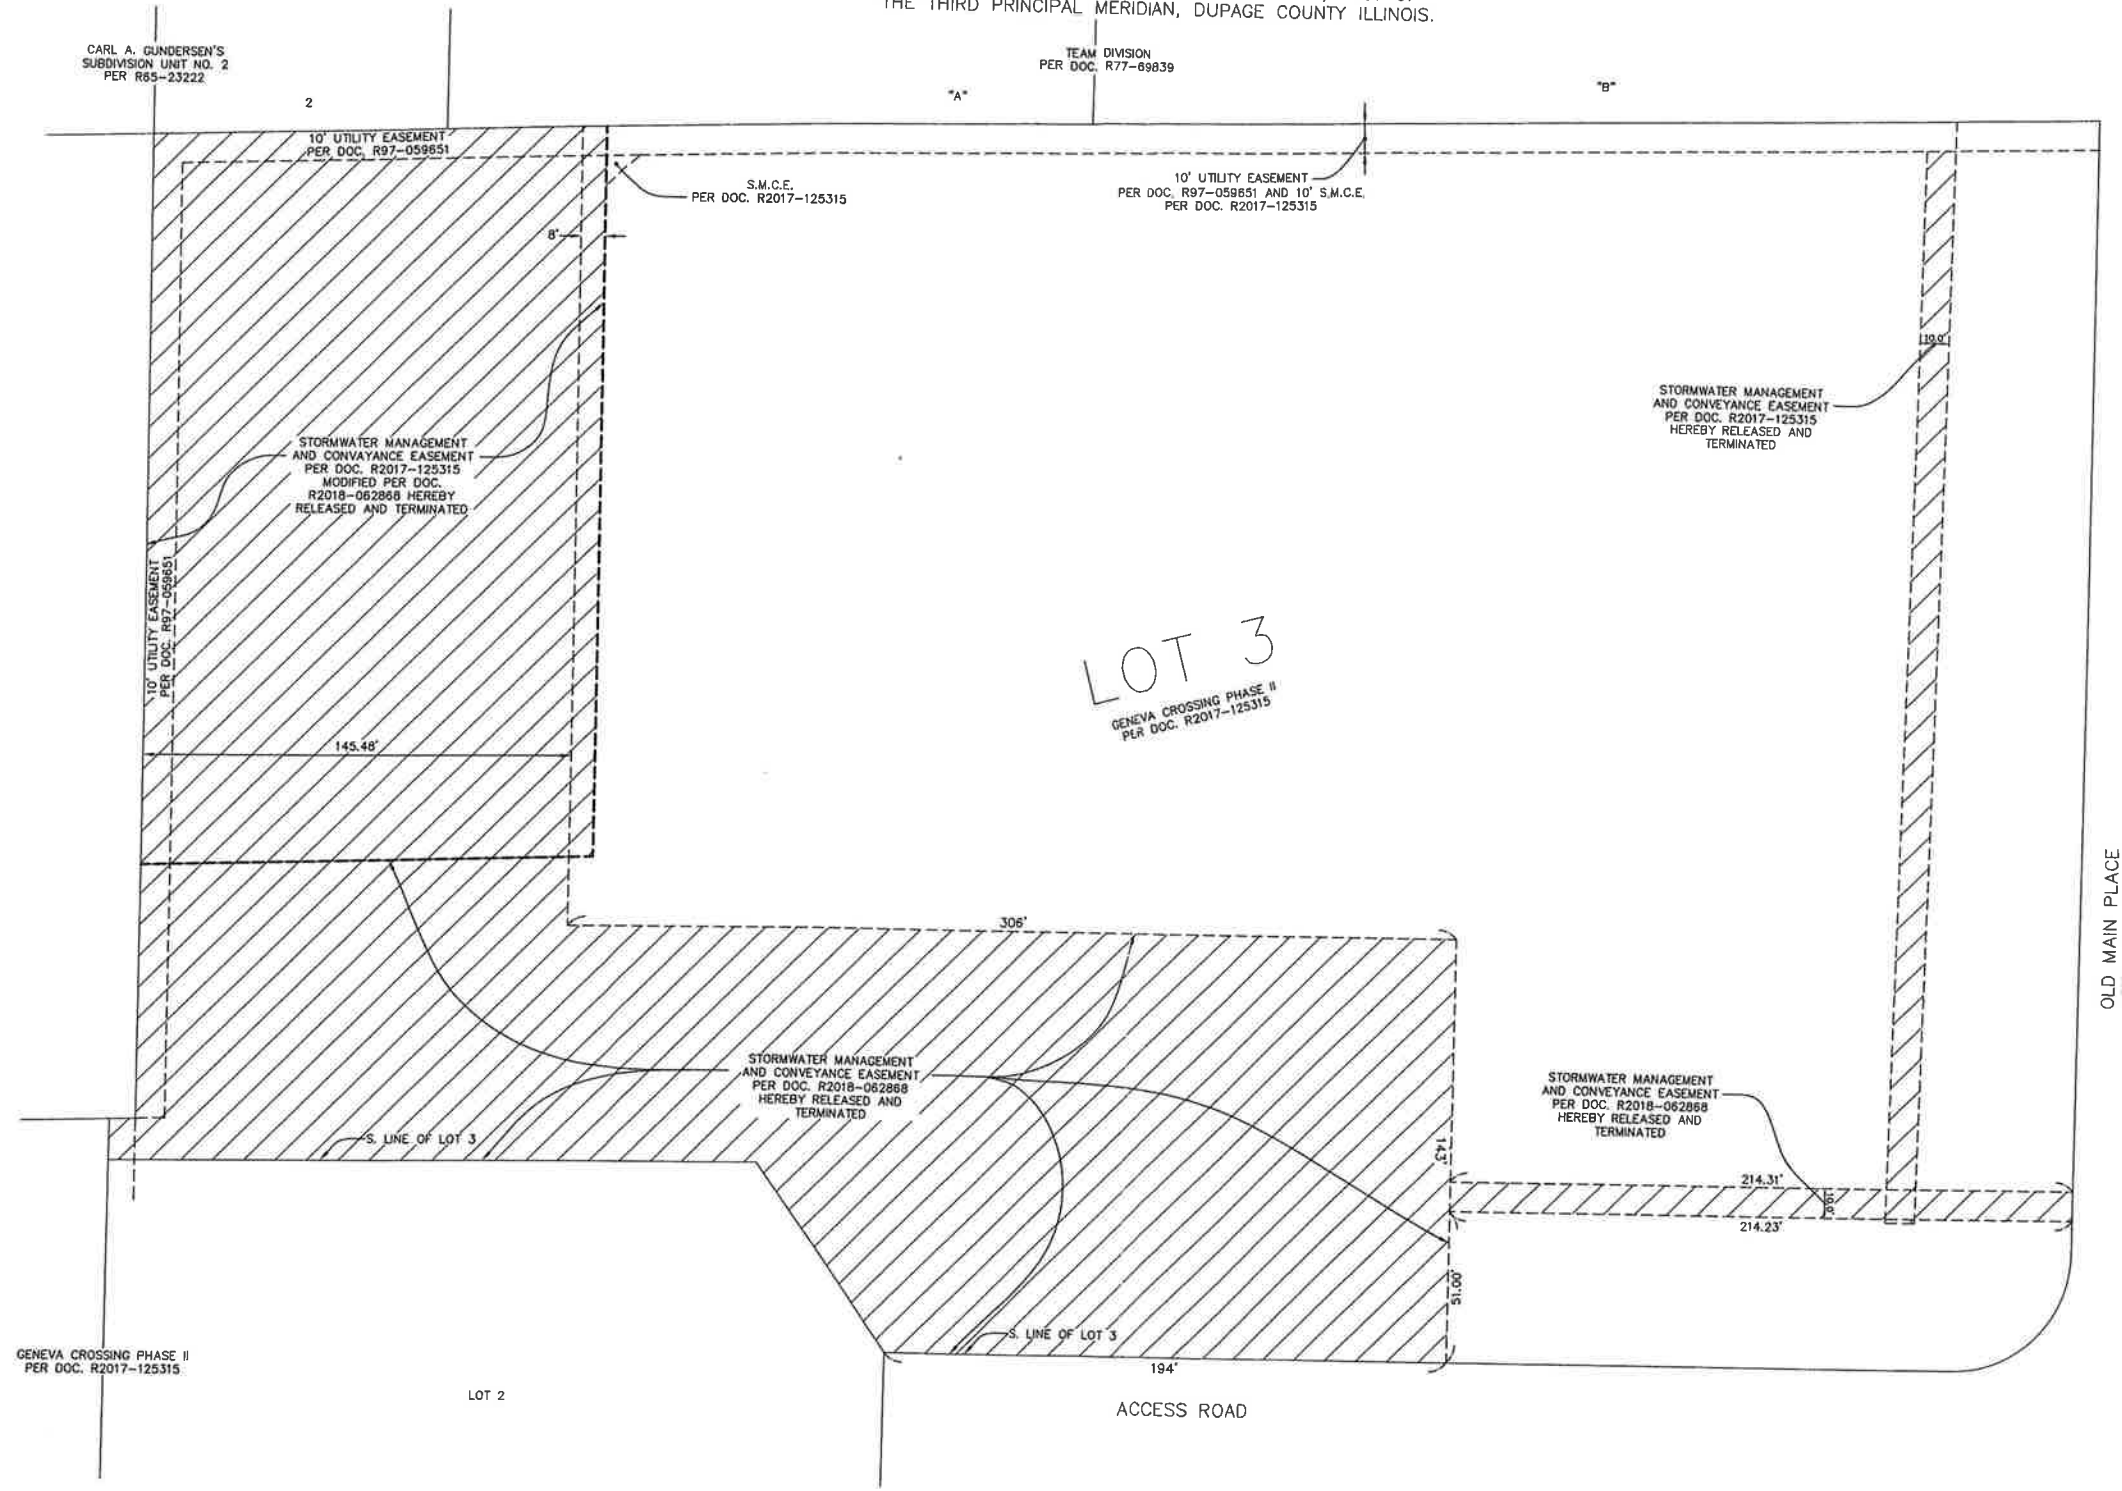 THE THIRD PRINCIPAL MERIDIAN, DUPAGE COUNTY ILLINOIS.
CARL A. GUNDERSEN'S
SUBDIVISION UNIT NO. 2
PER R65-23222
TEAM DIVISION
PER DOC. R77-69839
2
"A"
"B"
10' UTILITY EASEMENT
PER DOC. R97-059651
S.M.C.E.
PER DOC. R2017-125315
10' UTILITY EASEMENT
PER DOC. R97-059651 AND 10' S.M.C.E.
PER DOC. R2017-125315
8'
10.0'
STORMWATER MANAGEMENT
AND CONVEYANCE EASEMENT
PER DOC. R2017-125315
HEREBY RELEASED AND
TERMINATED
STORMWATER MANAGEMENT
AND CONVAYANCE EASEMENT
PER DOC. R2017-125315
MODIFIED PER DOC.
R2018-062868 HEREBY
RELEASED AND TERMINATED
10' UTILITY EASEMENT
PER DOC. R97-059651
LOT 3
GENEVA CROSSING PHASE II
PER DOC. R2017-125315
145.48'
306'
OLD MAIN PLACE
STORMWATER MANAGEMENT
AND CONVEYANCE EASEMENT
PER DOC. R2018-062868
HEREBY RELEASED AND
TERMINATED
STORMWATER MANAGEMENT
AND CONVEYANCE EASEMENT
PER DOC. R2018-062868
HEREBY RELEASED AND
TERMINATED
S. LINE OF LOT 3
143'
214.31'
10.0'
214.23'
51.00'
S. LINE OF LOT 3
194'
GENEVA CROSSING PHASE II
PER DOC. R2017-125315
LOT 2
ACCESS ROAD